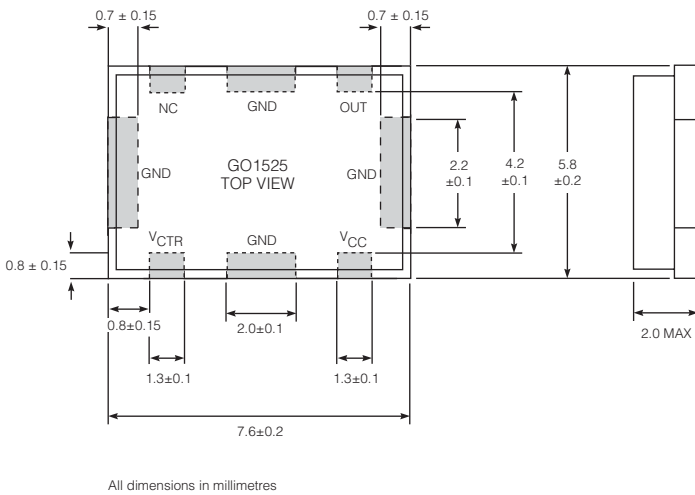 0.7 ± 0.15
0.7 ± 0.15
NC
GND
OUT
GND
GO1525
TOP VIEW
GND
2.2
±0.1
4.2
±0.1
5.8
±0.2
VCTR
GND
VCC
0.8 ± 0.15
0.8±0.15
2.0±0.1
2.0 MAX
1.3±0.1
1.3±0.1
7.6±0.2
All dimensions in millimetres